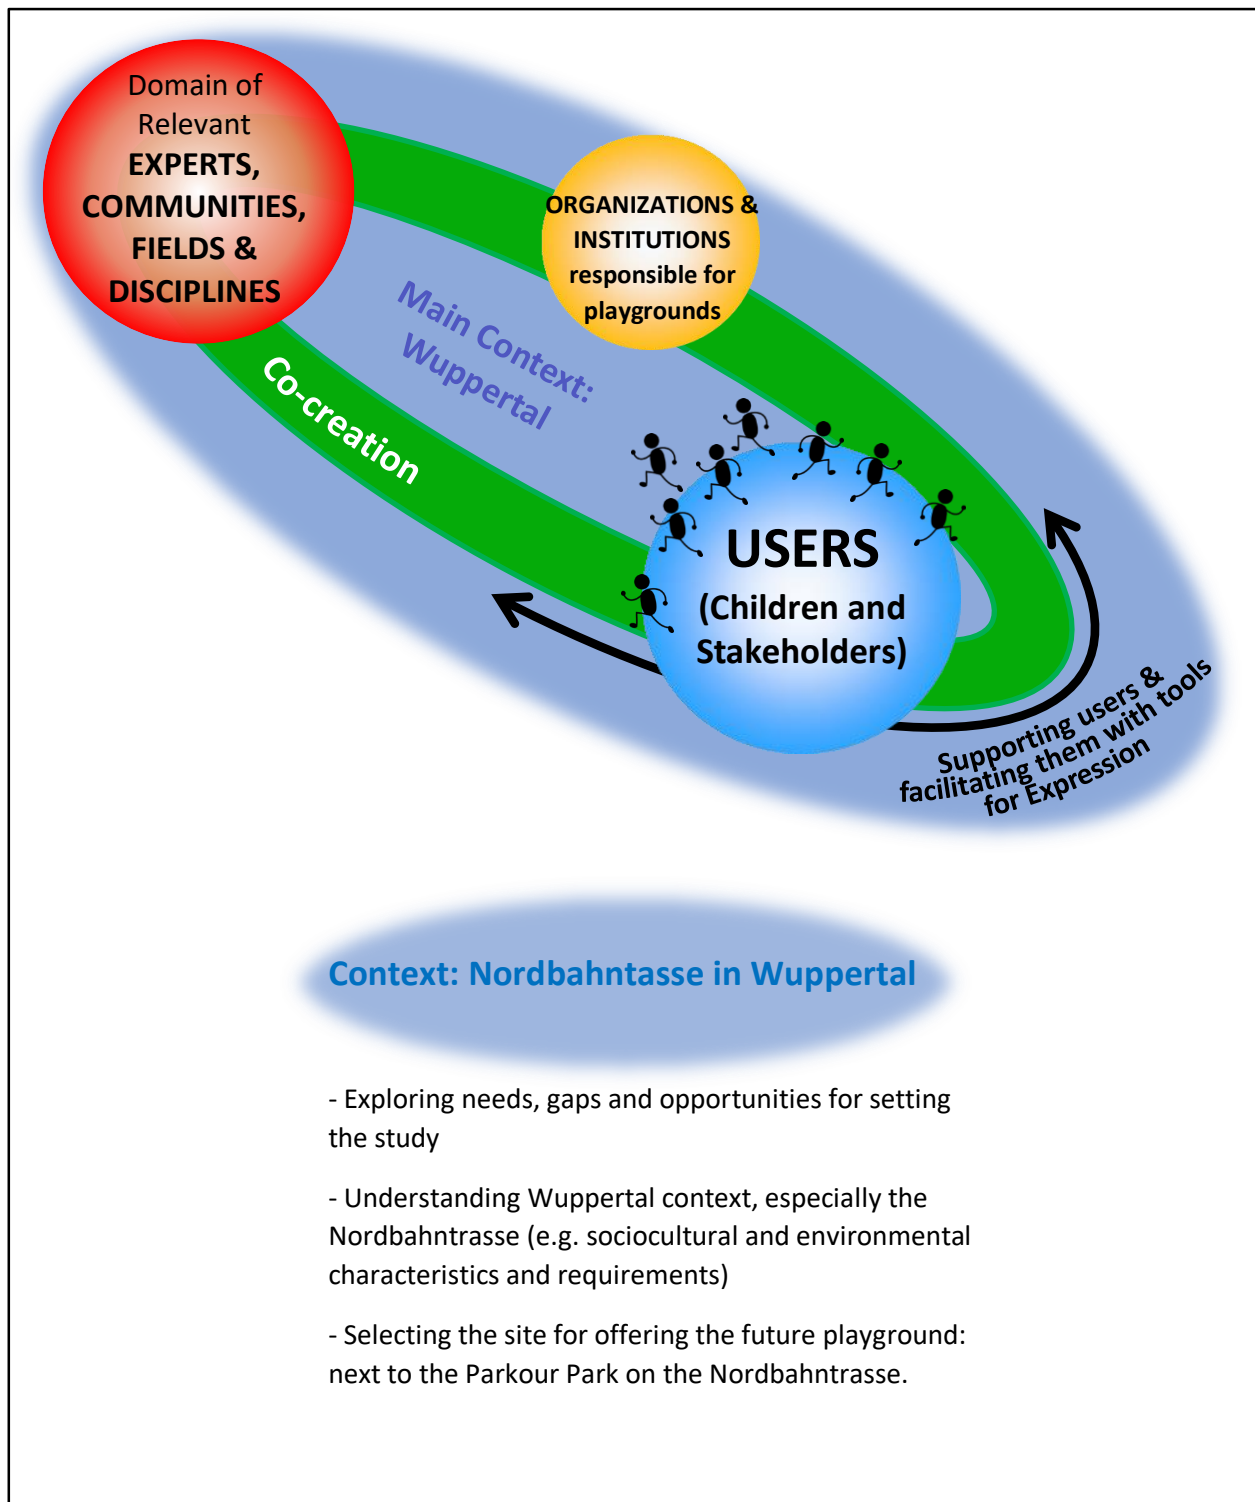 Domain of
Relevant
EXPERTS,
COMMUNITIES,
FIELDS &
DISCIPLINES
ORGANIZATIONS &
INSTITUTIONS
responsible for
playgrounds
Main Context:
Wuppertal
Co-creation
USERS
(Children and
Stakeholders)
Supporting users &
facilitating them with tools
for Expression
Context: Nordbahntasse in Wuppertal
- Exploring needs, gaps and opportunities for setting
the study
- Understanding Wuppertal context, especially the
Nordbahntrasse (e.g. sociocultural and environmental
characteristics and requirements)
- Selecting the site for offering the future playground:
next to the Parkour Park on the Nordbahntrasse.